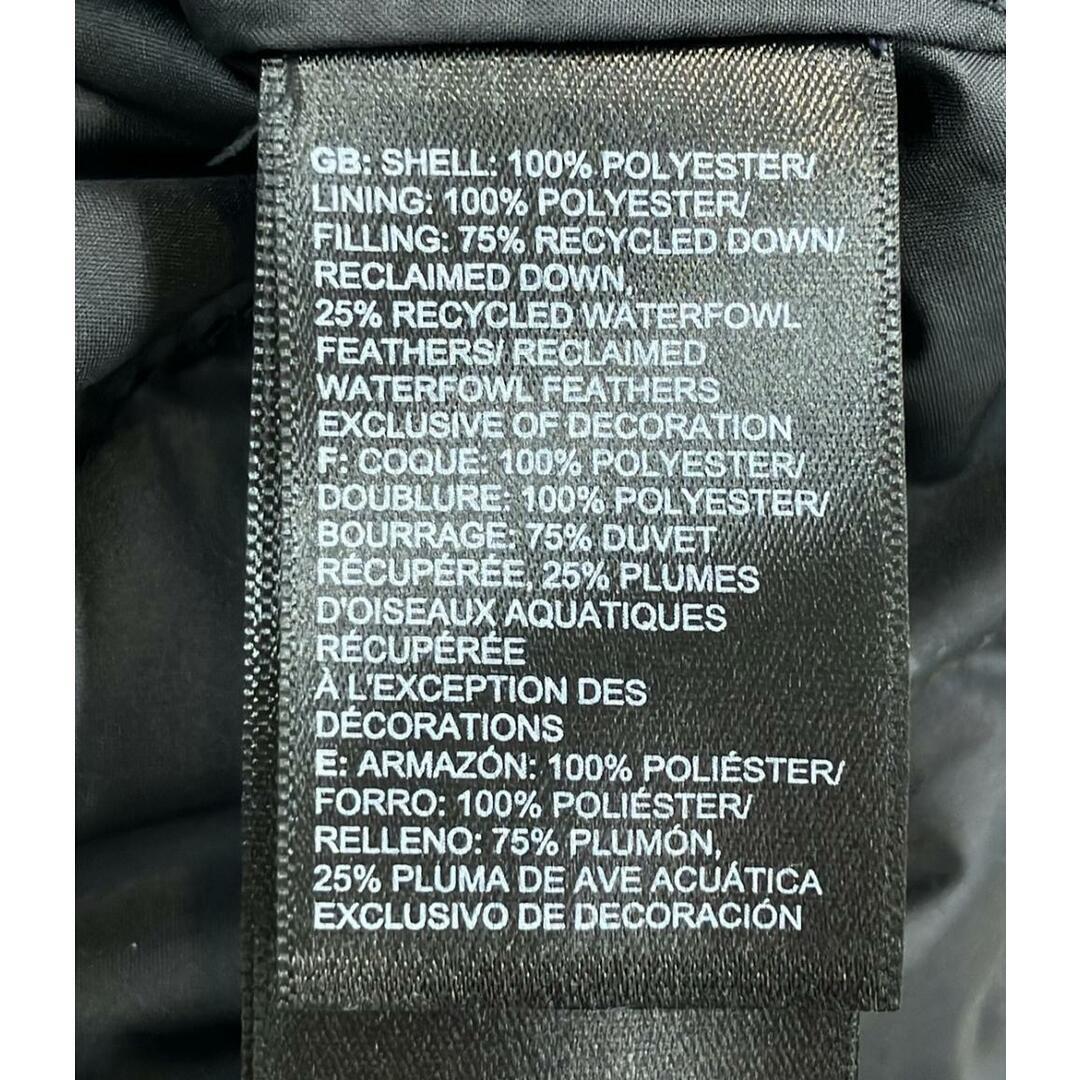 GB: SHELL: 100% POLYESTER/
LINING: 100% POLYESTER/
FILLING: 75% RECYCLED DOWN/
RECLAIMED DOWN,
25% RECYCLED WATERFOWL
FEATHERS/ RECLAIMED
WATERFOWL FEATHERS
EXCLUSIVE OF DECORATION
F: COQUE: 100% POLYESTER/
DOUBLURE: 100% POLYESTER/
BOURRAGE: 75% DUVET
RÉCUPÉRÉE, 25% PLUMES
D'OISEAUX AQUATIQUES
RÉCUPÉRÉE
À L'EXCEPTION DES
DÉCORATIONS
E: ARMAZÓN: 100% POLIÉSTER/
FORRO: 100% POLIÉSTER/
RELLENO: 75% PLUMÓN,
25% PLUMA DE AVE ACUÁTICA
EXCLUSIVO DE DECORACIÓN